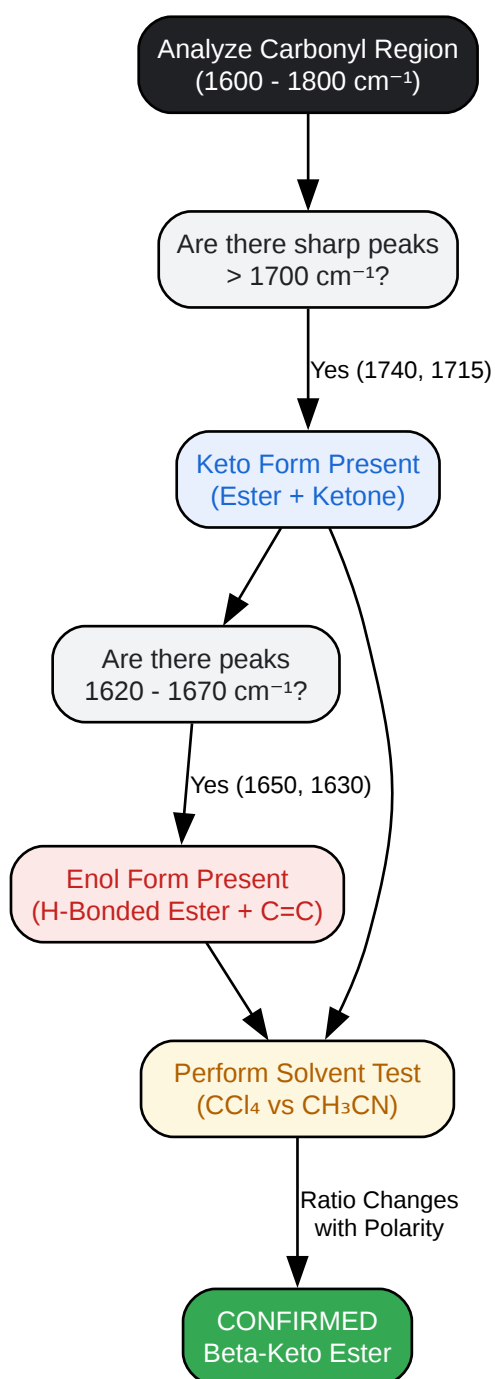 Analyze Carbonyl Region
(1600 - 1800 cm⁻¹)
Are there sharp peaks
> 1700 cm⁻¹?
Yes (1740, 1715)
Keto Form Present
(Ester + Ketone)
Are there peaks
1620 - 1670 cm⁻¹?
Yes (1650, 1630)
Enol Form Present
(H-Bonded Ester + C=C)
Perform Solvent Test
(CCl₄ vs CH₃CN)
Ratio Changes
with Polarity
CONFIRMED
Beta-Keto Ester